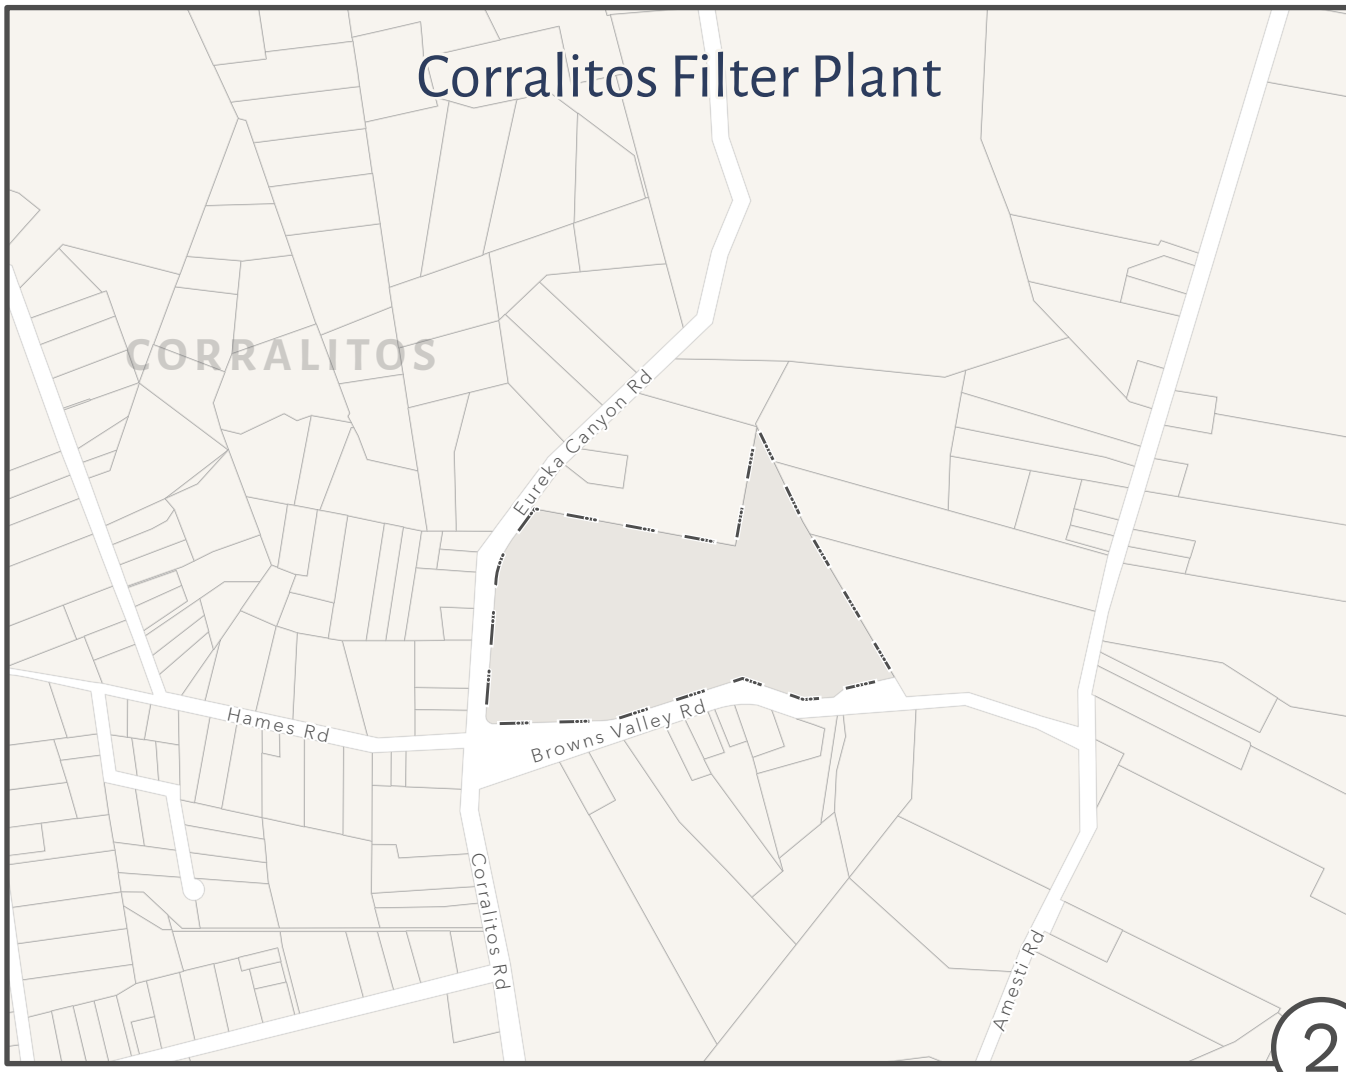 Corralitos Filter Plant
CORRALITOS
Eureka Canyon Rd
Hames Rd
Browns Valley Rd
Corralitos Rd
Amesti Rd
2